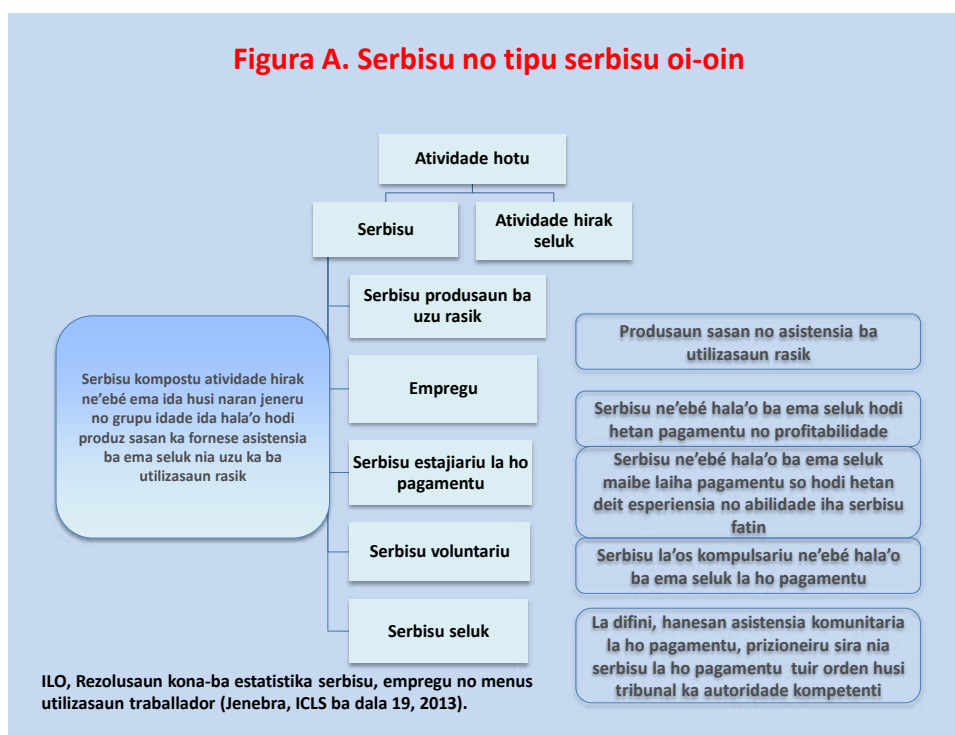 Figura A. Serbisu no tipu serbisu oi-oin
Atividade hotu
Serbisu
Atividade hirak
seluk
Serbisu produsaun ba
uzu rasik
Empregu
Serbisu estajiariu la ho
pagamentu
Serbisu voluntariu
Serbisu seluk
Serbisu kompostu atividade hirak
ne’ebé ema ida husi naran jeneru
no grupu idade ida hala’o hodi
produz sasan ka fornese asistensia
ba ema seluk nia uzu ka ba
utilizasaun rasik
Produsaun sasan no asistensia ba
utilizasaun rasik
Serbisu ne’ebé hala’o ba ema seluk hodi
hetan pagamentu no profitabilidade
Serbisu ne’ebé hala’o ba ema seluk
maibe laiha pagamentu so hodi hetan
deit esperiensia no abilidade iha serbisu
fatin
Serbisu la’os kompulsariu ne’ebé hala’o
ba ema seluk la ho pagamentu
La difini, hanesan asistensia komunitaria
la ho pagamentu, prizioneiru sira nia
serbisu la ho pagamentu tuir orden husi
tribunal ka autoridade kompetenti
ILO, Rezolusaun kona-ba estatistika serbisu, empregu no menus
utilizasaun traballador (Jenebra, ICLS ba dala 19, 2013).